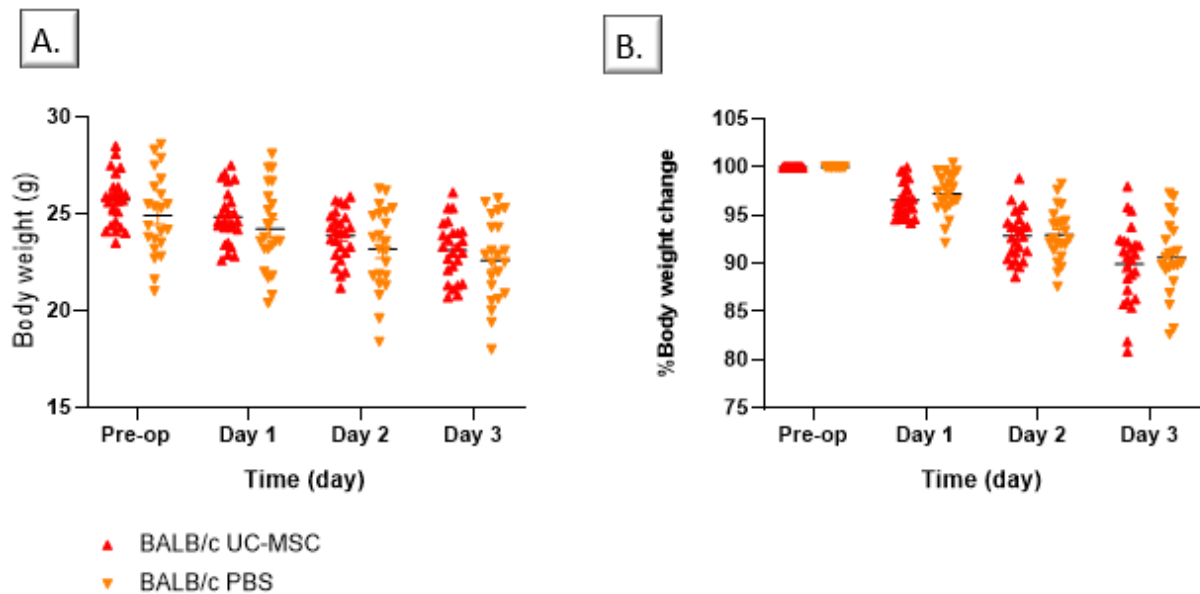 A.
B.
Body weight (g)
30
25
20
15
Pre-op Day 1 Day 2 Day 3
Time (day)
%Body weight change
105
100
95
90
85
80
75
Pre-op Day 1 Day 2 Day 3
Time (day)
BALB/c UC-MSC
BALB/c PBS